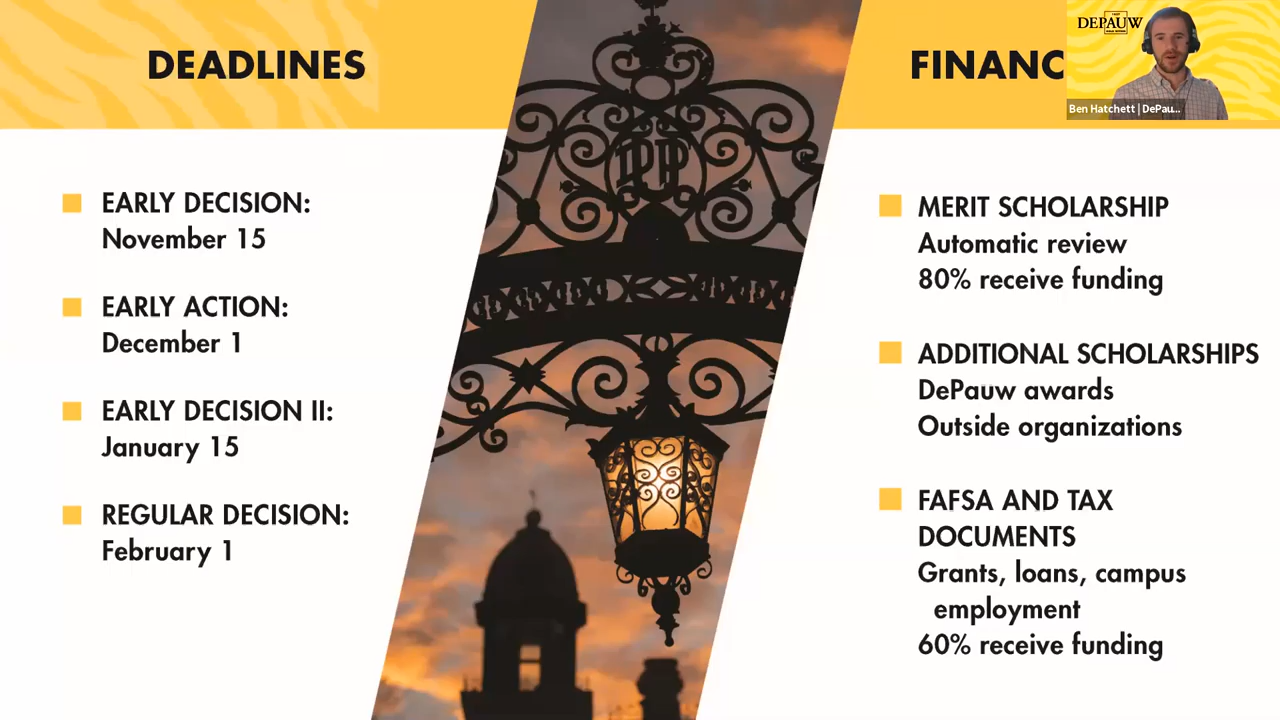 DEADLINES
EARLY DECISION:
November 15
EARLY ACTION:
December 1
EARLY DECISION II:
January 15
REGULAR DECISION:
February 1
FINANC
DEPAUW
Ben Hatchett | DePau...
MERIT SCHOLARSHIP
Automatic review
80% receive funding
ADDITIONAL SCHOLARSHIPS
DePauw awards
Outside organizations
FAFSA AND TAX
DOCUMENTS
Grants, loans, campus
employment
60% receive funding